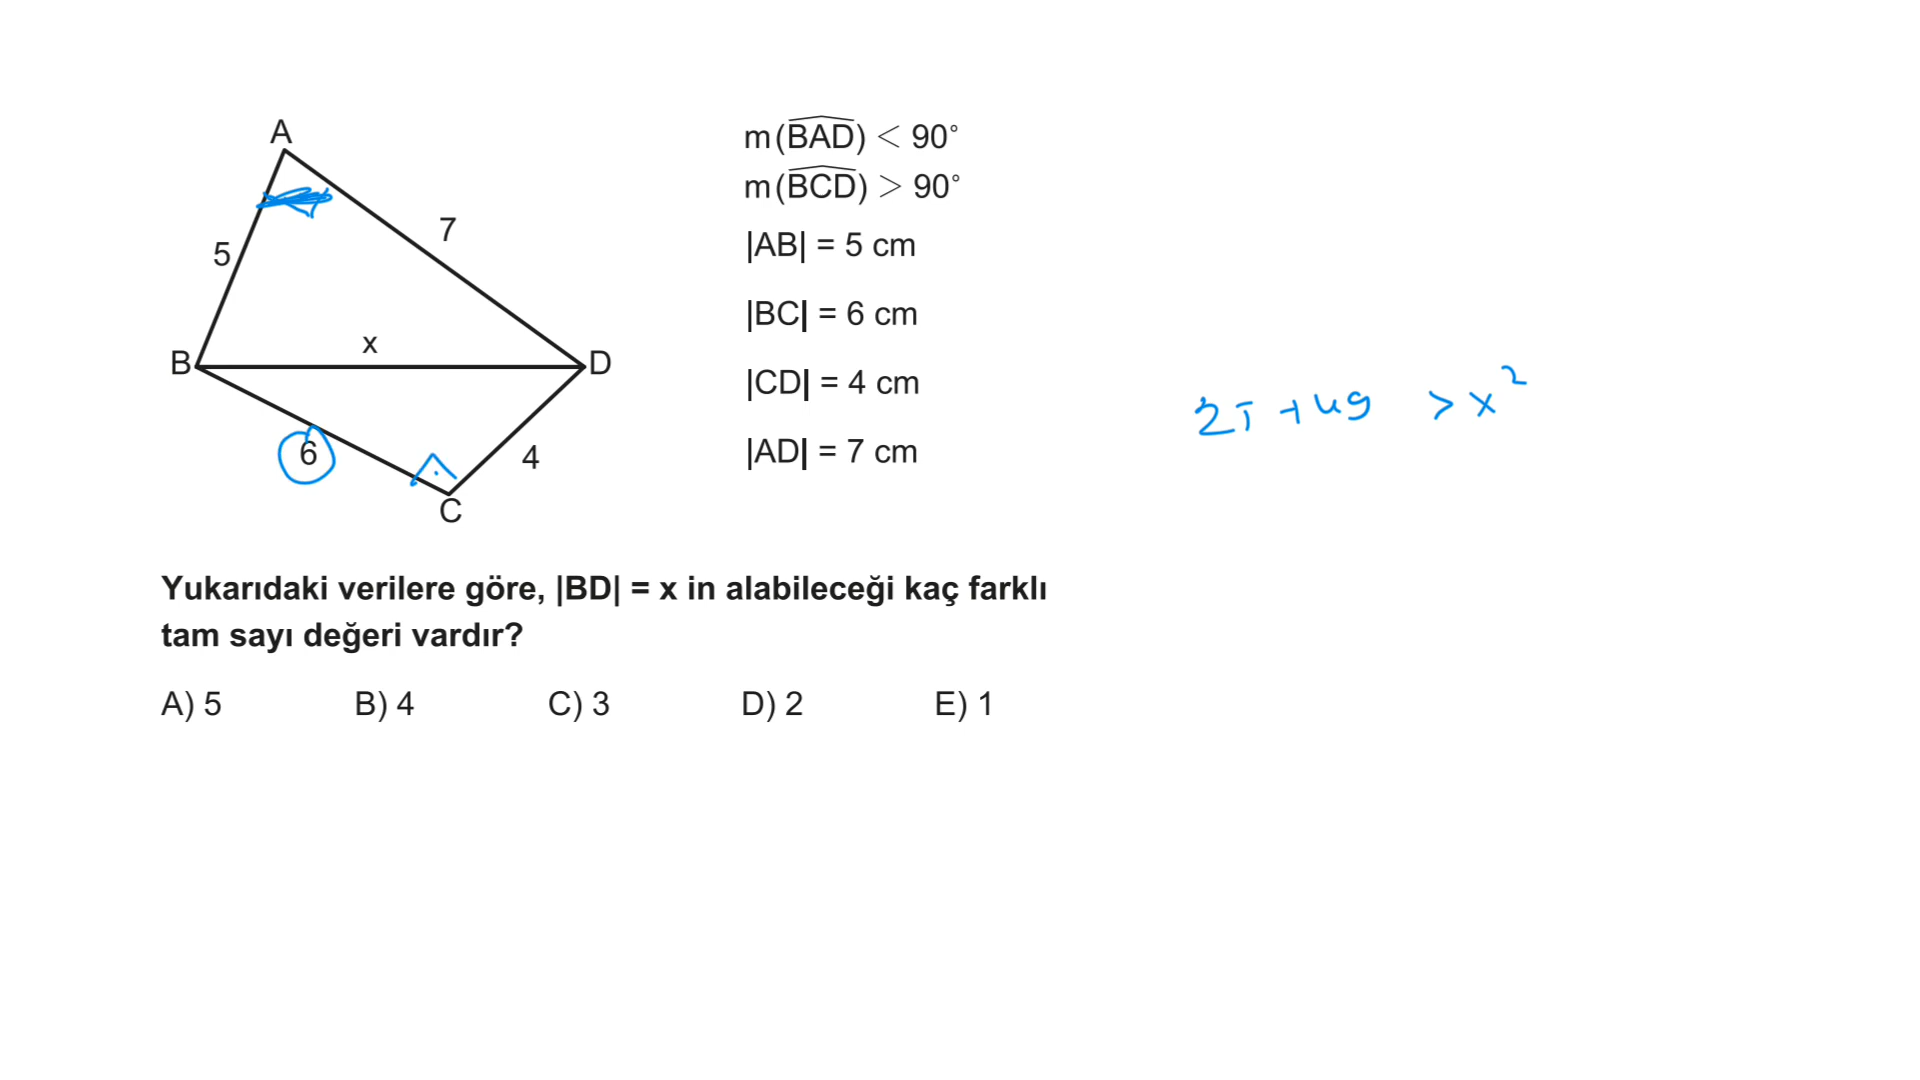 A
m(BAD) < 90°
m(BCD) > 90°
5
7
|AB| = 5 cm
|BC| = 6 cm
B
x
D
|CD| = 4 cm
25 + 49 > x²
6
4
|AD| = 7 cm
C
Yukarıdaki verilere göre, |BD| = x in alabileceği kaç farklı
tam sayı değeri vardır?
A) 5 B) 4 C) 3 D) 2 E) 1